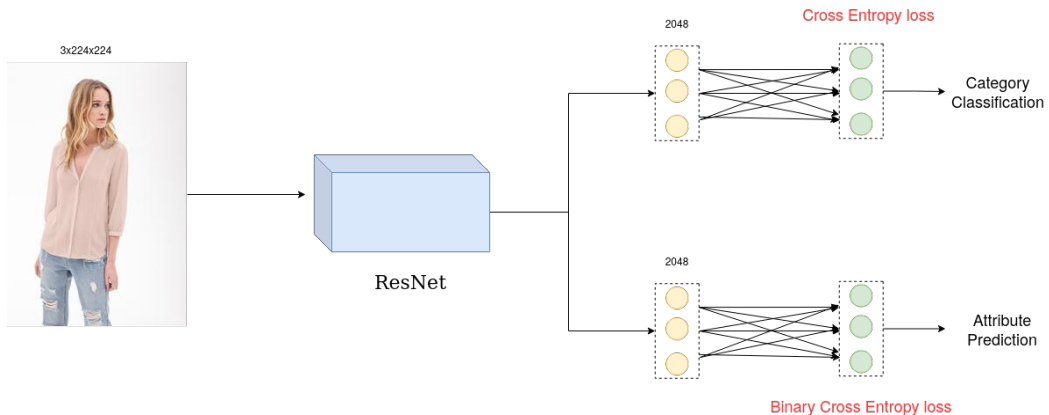 3x224x224
ResNet
2048
Cross Entropy loss
Category
Classification
2048
Attribute
Prediction
Binary Cross Entropy loss